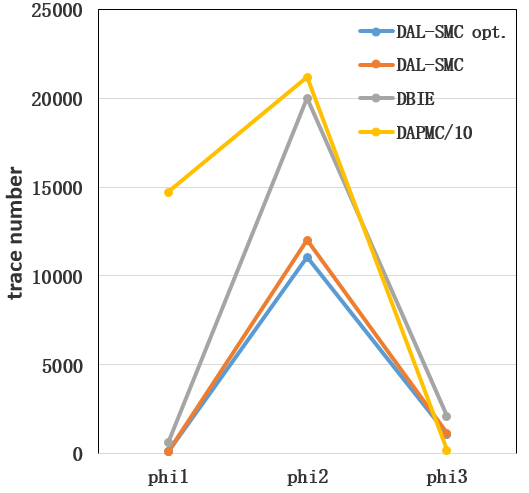 25000
20000
15000
10000
5000
0
trace number
DAL-SMC opt.
DAL-SMC
DBIE
DAPMC/10
phi1 phi2 phi3